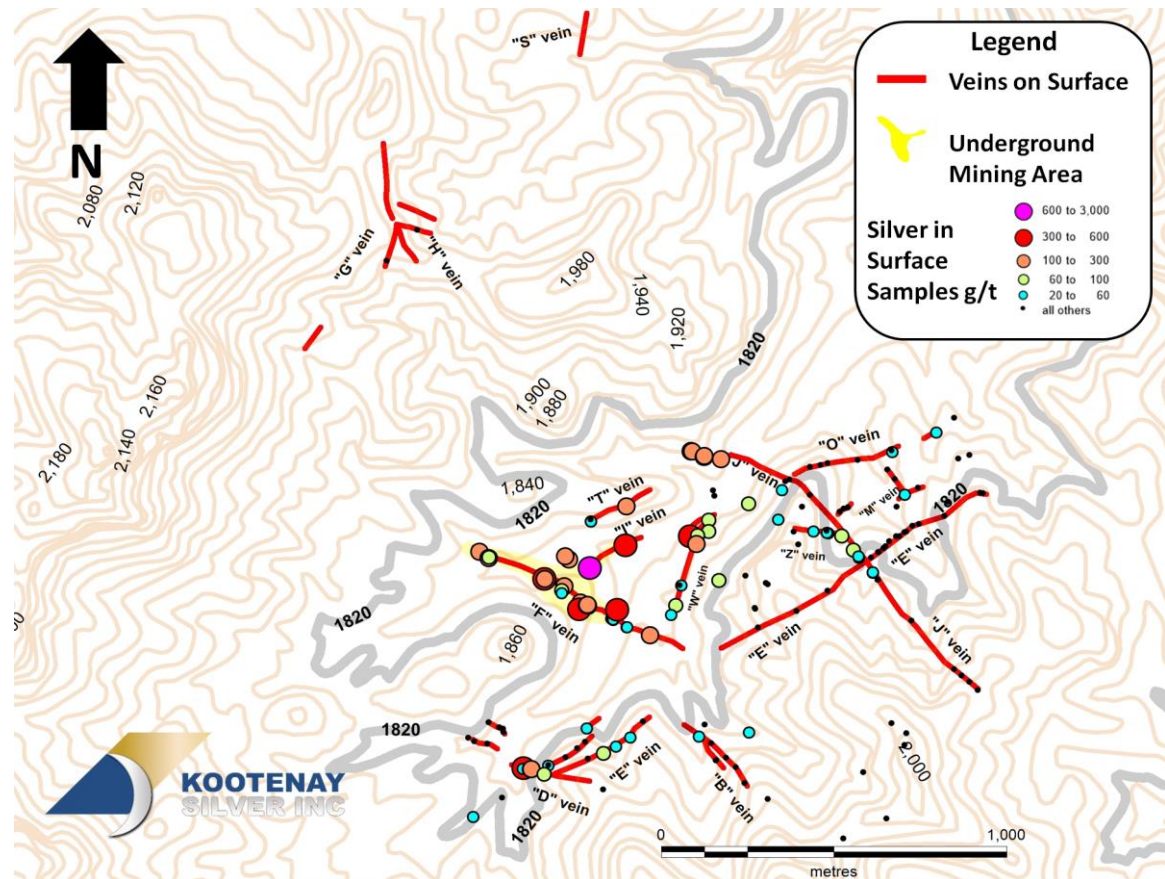 "S" vein
N
2,080
2,120
"G" vein
"H" vein
1,980
1,940
1,920
1820
2,160
2,140
2,180
1,900
1,880
1,840
1820
"T" vein
"I" vein
J" vein
"O" vein
"M" vein
1820
"Z" vein
"E" vein
"W" vein
"F" vein
1820
1,860
"E" vein
"J" vein
1820
"E" vein
"D" vein
"B" vein
2,000
1820
KOOTENAY
SILVER INC
0 1,000
metres
Legend
Veins on Surface
Underground
Mining Area
Silver in
Surface
Samples g/t
600 to 3,000
300 to 600
100 to 300
60 to 100
20 to 60
all others